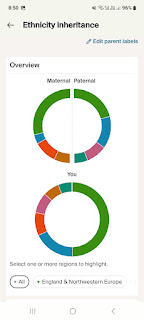 8:50
96%
← Ethnicity Inheritance
Edit parent labels
Overview
Maternal Paternal
You
Select one or more regions to highlight.
+ All + England & Northwestern Europe